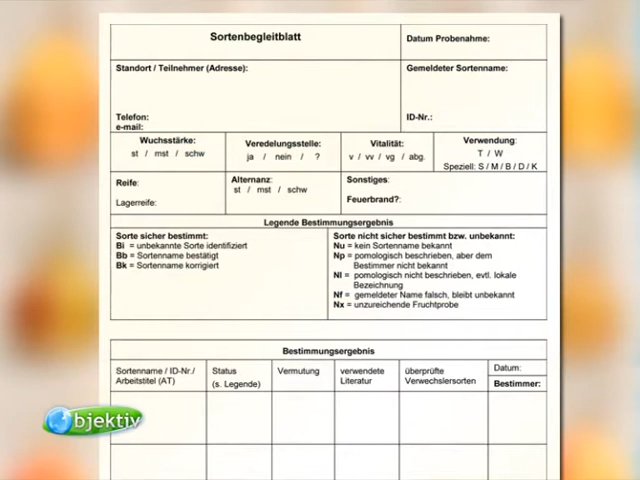 Sortenbegleitblatt
Datum Probenahme:
Standort / Teilnehmer (Adresse):
Gemeldeter Sortenname:
Telefon:
e-mail:
ID-Nr.:
Wuchsstärke:
st / mst / schw
Veredelungsstelle:
ja / nein / ?
Vitalität:
v / vv / vg / abg.
Verwendung:
T / W
Speziell: S / M / B / D / K
Reife:
Lagerreife:
Alternanz:
st / mst / schw
Sonstiges:
Feuerbrand?:
Legende Bestimmungsergebnis
Sorte sicher bestimmt:
Bi = unbekannte Sorte identifiziert
Bb = Sortenname bestätigt
Bk = Sortenname korrigiert
Sorte nicht sicher bestimmt bzw. unbekannt:
Nu = kein Sortenname bekannt
Np = pomologisch beschrieben, aber dem
Bestimmer nicht bekannt
Nl = pomologisch nicht beschrieben, evtl. lokale
Bezeichnung
Nf = gemeldeter Name falsch, bleibt unbekannt
Nx = unzureichende Fruchtprobe
Bestimmungsergebnis
Sortenname / ID-Nr./
Arbeitstitel (AT)
Status
(s. Legende)
Vermutung
verwendete
Literatur
überprüfte
Verwechslersorten
Datum:
Bestimmer:
bjektiv